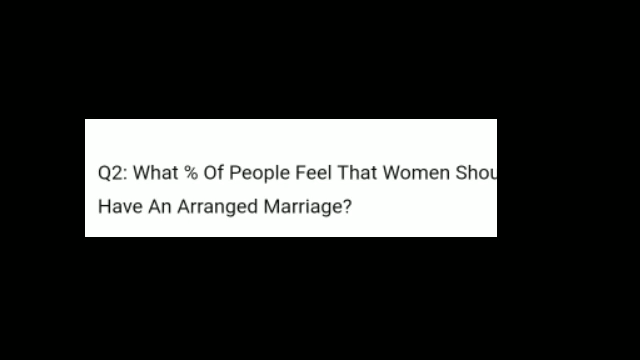 Q2: What % Of People Feel That Women Shou
Have An Arranged Marriage?